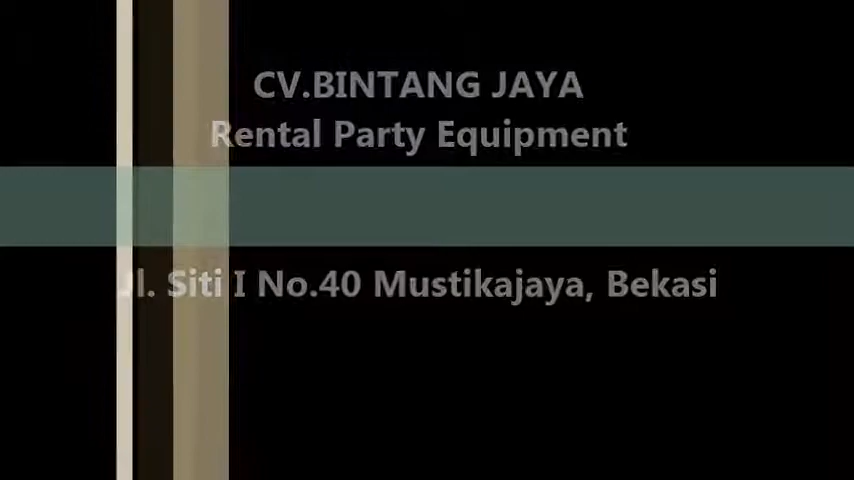 CV.BINTANG JAYA
Rental Party Equipment
Jl. Siti I No.40 Mustikajaya, Bekasi